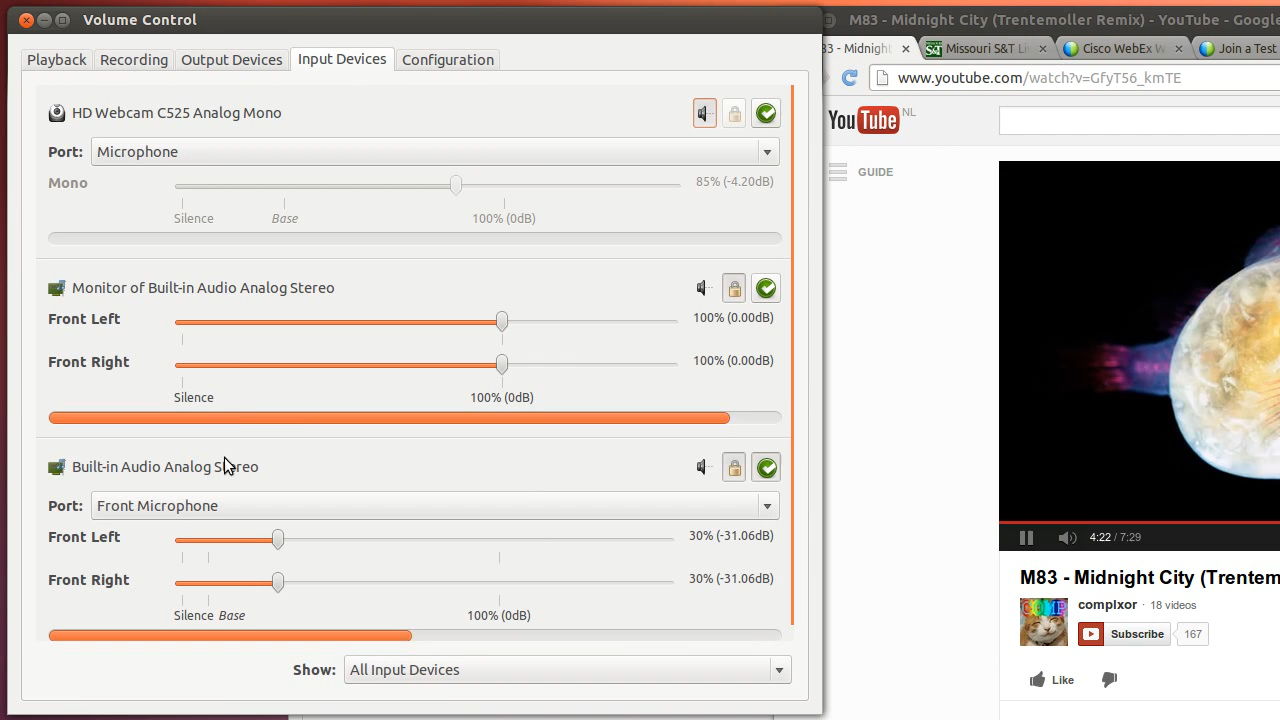 Volume Control
Playback
Recording
Output Devices
Input Devices
Configuration
HD Webcam C525 Analog Mono
Port: Microphone
Mono
85% (-4.20dB)
Silence
Base
100% (0dB)
Monitor of Built-in Audio Analog Stereo
Front Left
100% (0.00dB)
Front Right
100% (0.00dB)
Silence
100% (0dB)
Built-in Audio Analog Stereo
Port: Front Microphone
Front Left
30% (-31.06dB)
Front Right
30% (-31.06dB)
Silence
Base
100% (0dB)
Show: All Input Devices
M83 - Midnight City (Trentemoller Remix) - YouTube - Google
83 - Midnight
Missouri S&T Li
Cisco WebEx W
Join a Test
www.youtube.com/watch?v=GfyT56_kmTE
YouTube NL
GUIDE
4:22 / 7:29
M83 - Midnight City (Trentem
COMP
complxor · 18 videos
Subscribe
167
Like